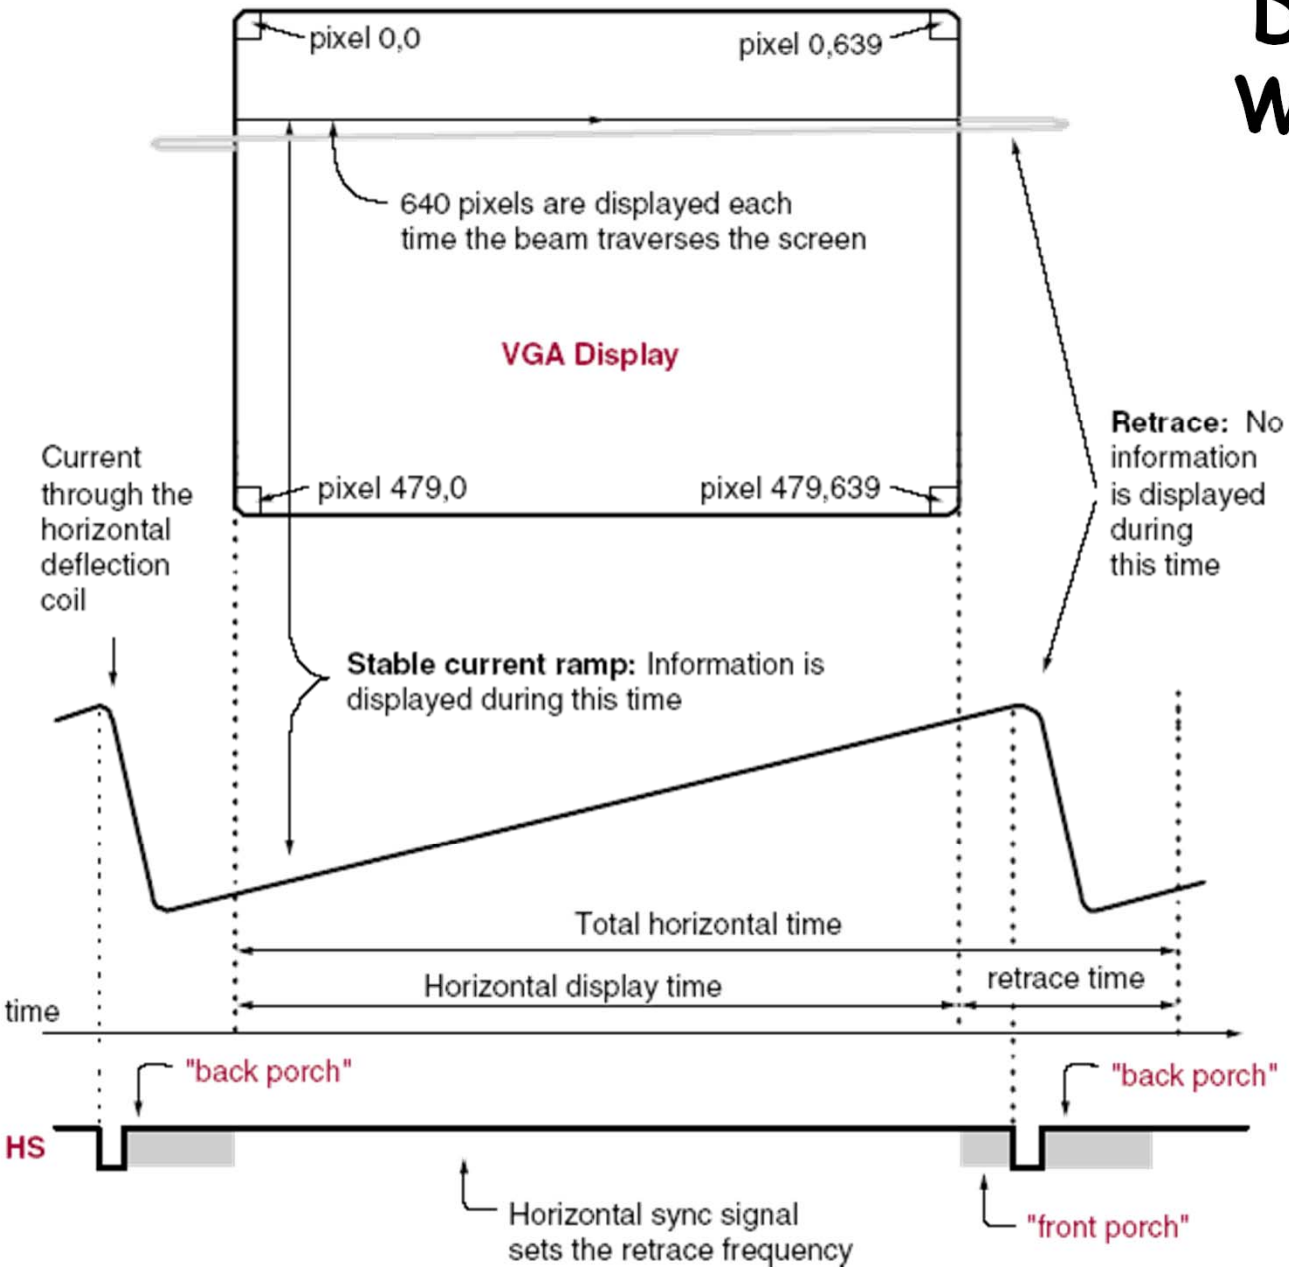 D
W
pixel 0,0
pixel 0,639
640 pixels are displayed each
time the beam traverses the screen
VGA Display
Current
through the
horizontal
deflection
coil
Retrace: No
information
is displayed
during
this time
pixel 479,0
pixel 479,639
Stable current ramp: Information is
displayed during this time
Total horizontal time
Horizontal display time
retrace time
time
"back porch"
"back porch"
HS
Horizontal sync signal
sets the retrace frequency
"front porch"